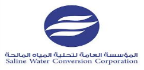 المؤسسة العامة لتحلية المياه المالحة
Saline Water Conversion Corporation